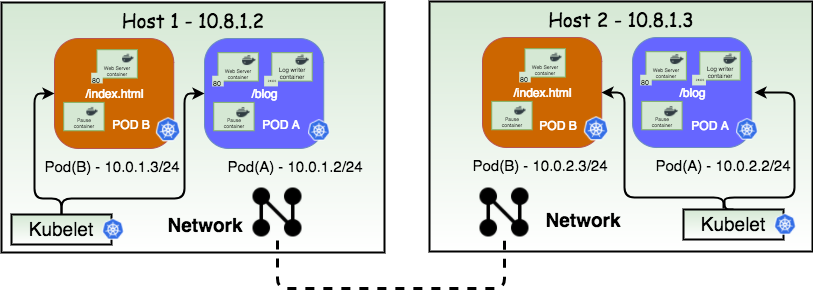 Host 1 - 10.8.1.2
Web Server
container
80
/index.html
Pause
container
POD B
Web Server
container
80
Log writer
container
/blog
Pause
container
POD A
Pod(B) - 10.0.1.3/24
Pod(A) - 10.0.1.2/24
Kubelet
Network
Host 2 - 10.8.1.3
Web Server
container
80
/index.html
Pause
container
POD B
Web Server
container
80
Log writer
container
/blog
Pause
container
POD A
Pod(B) - 10.0.2.3/24
Pod(A) - 10.0.2.2/24
Network
Kubelet